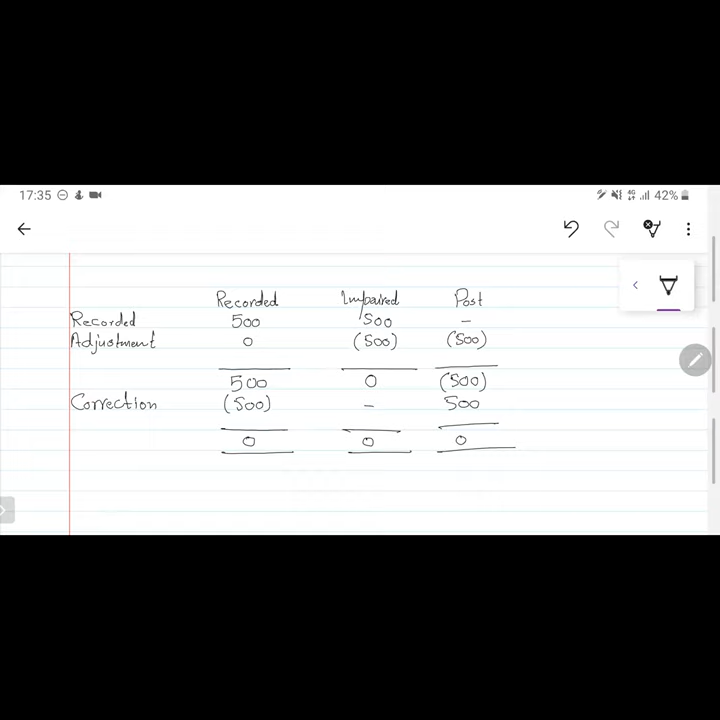 17:35 4G 42%
Recorded Impaired Post
Recorded 500 500 -
Adjustment 0 (500) (500)
500 0 (500)
Correction (500) - 500
0 0 0